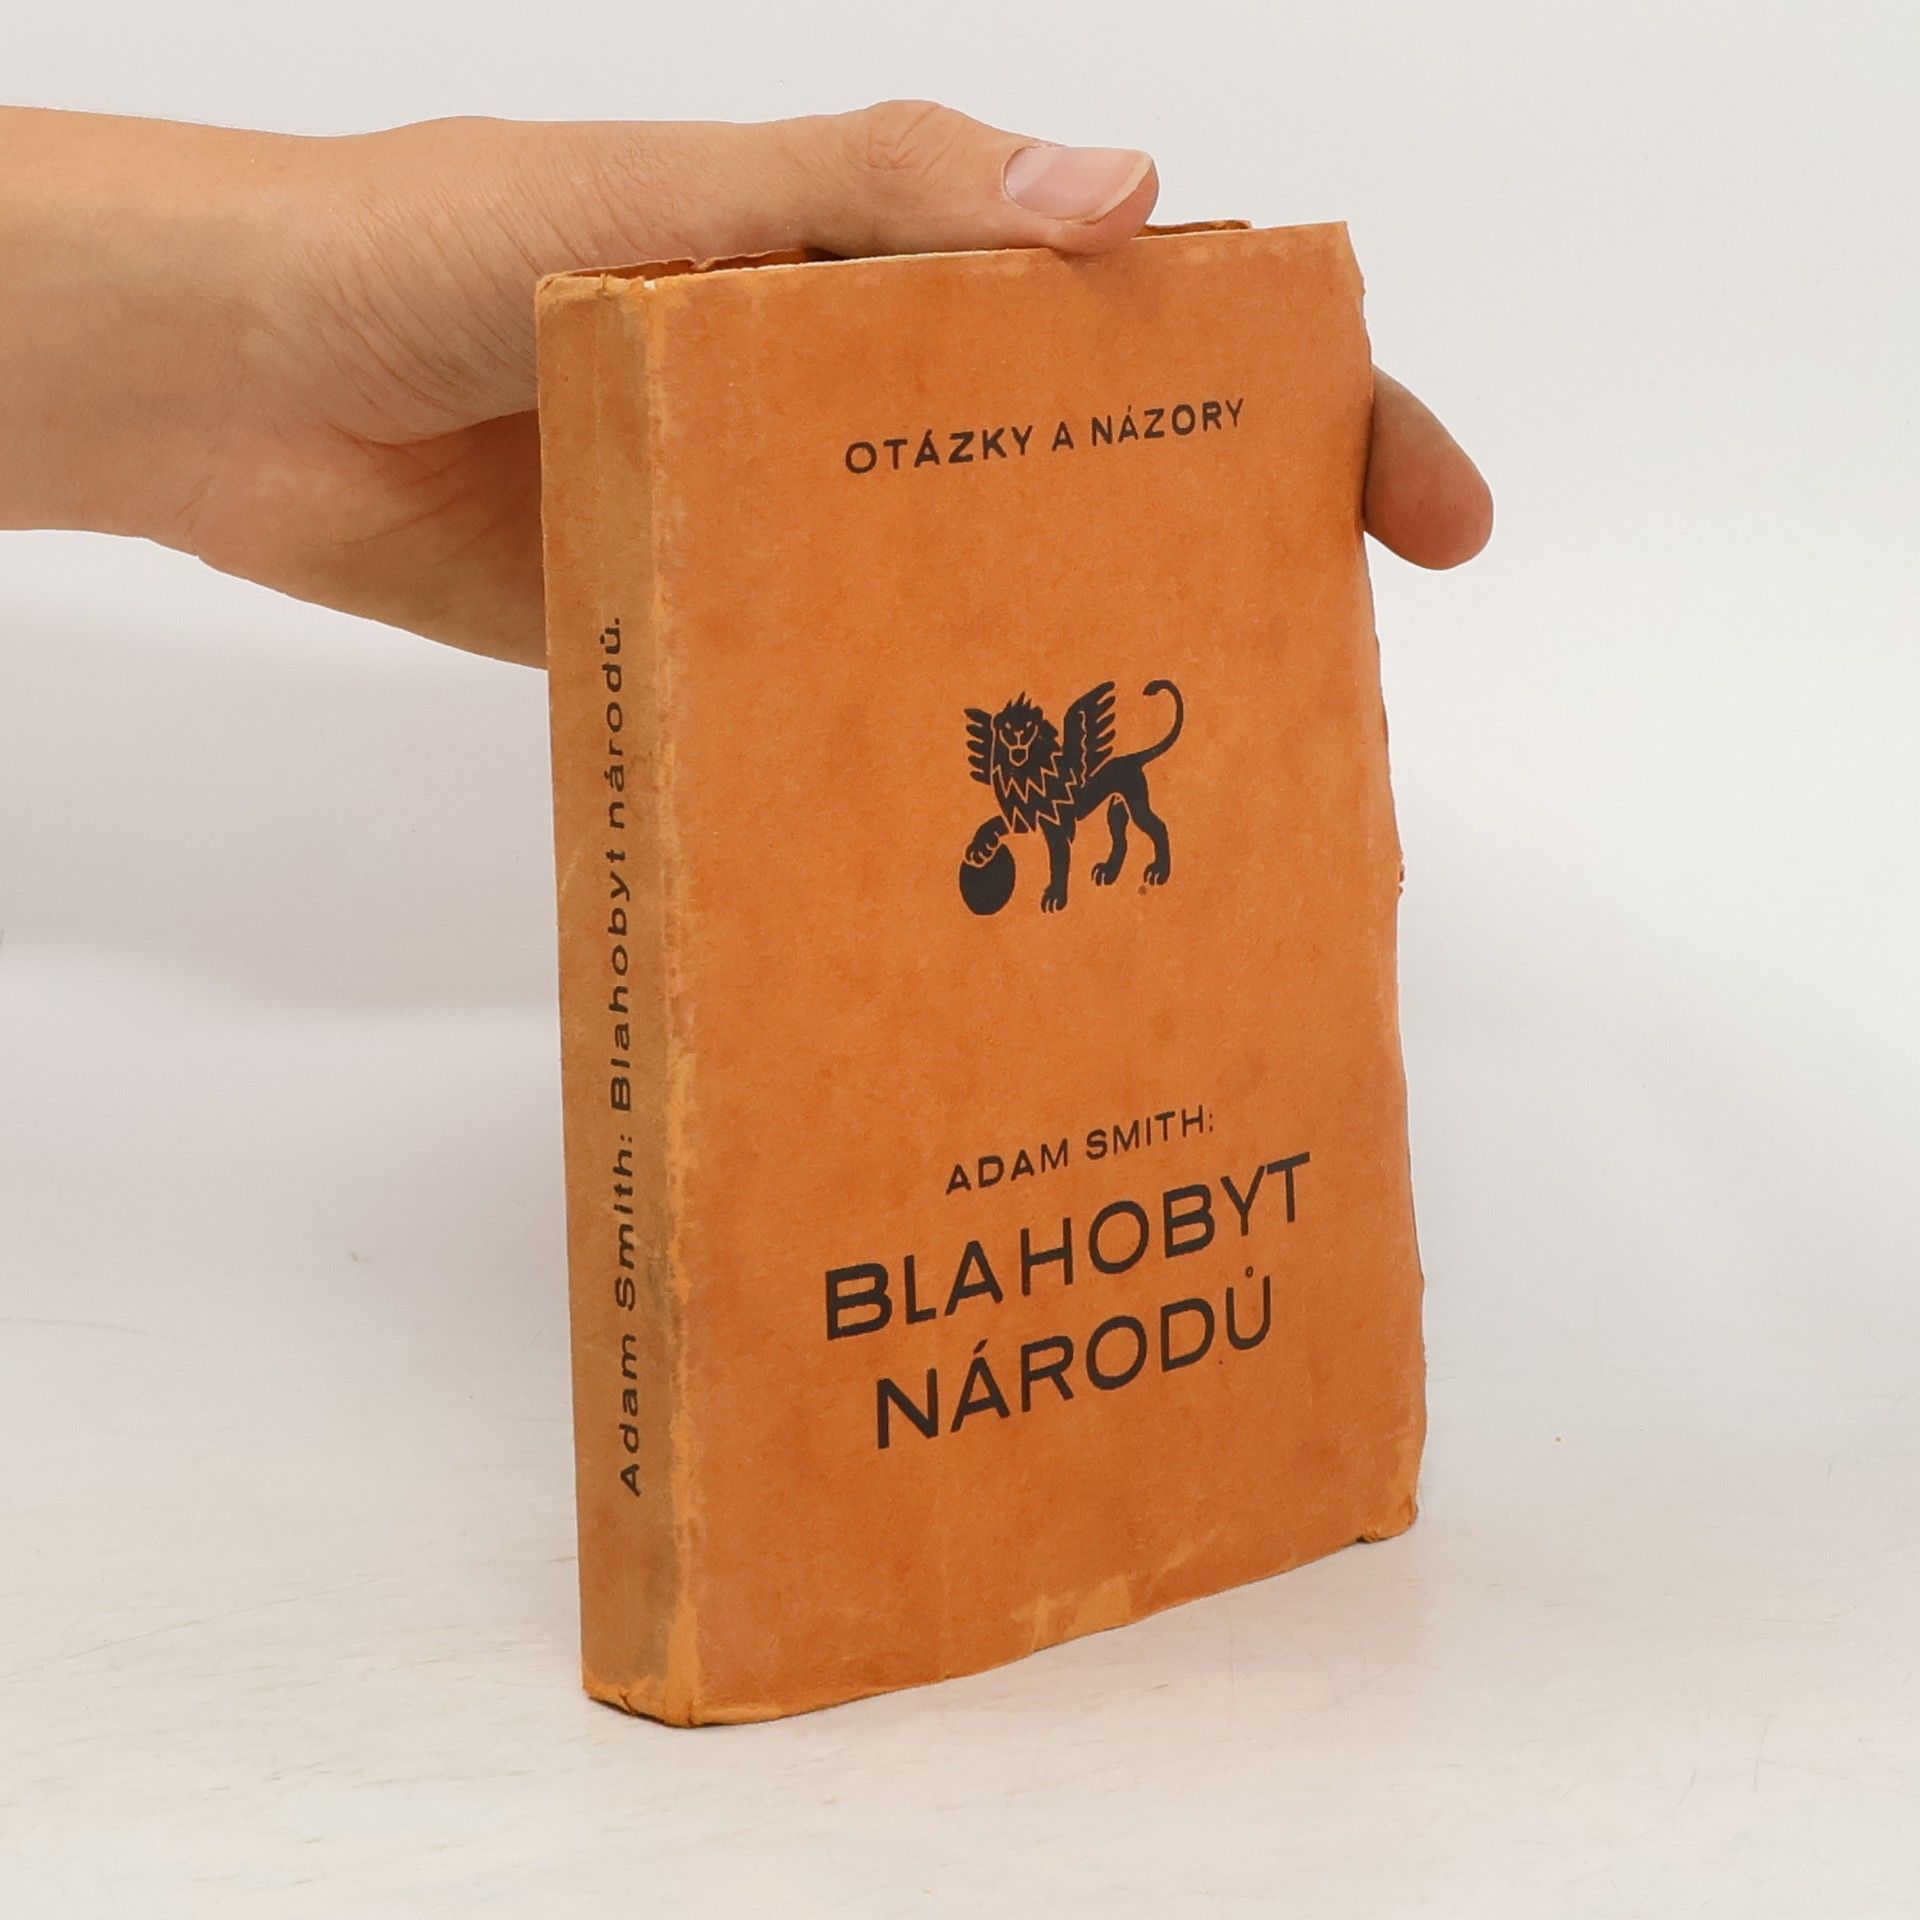 OTÁZKY A NÁZORY
ADAM SMITH:
BLAHOBYT
NÁRODŮ
Adam Smith: Blahobyt národů.